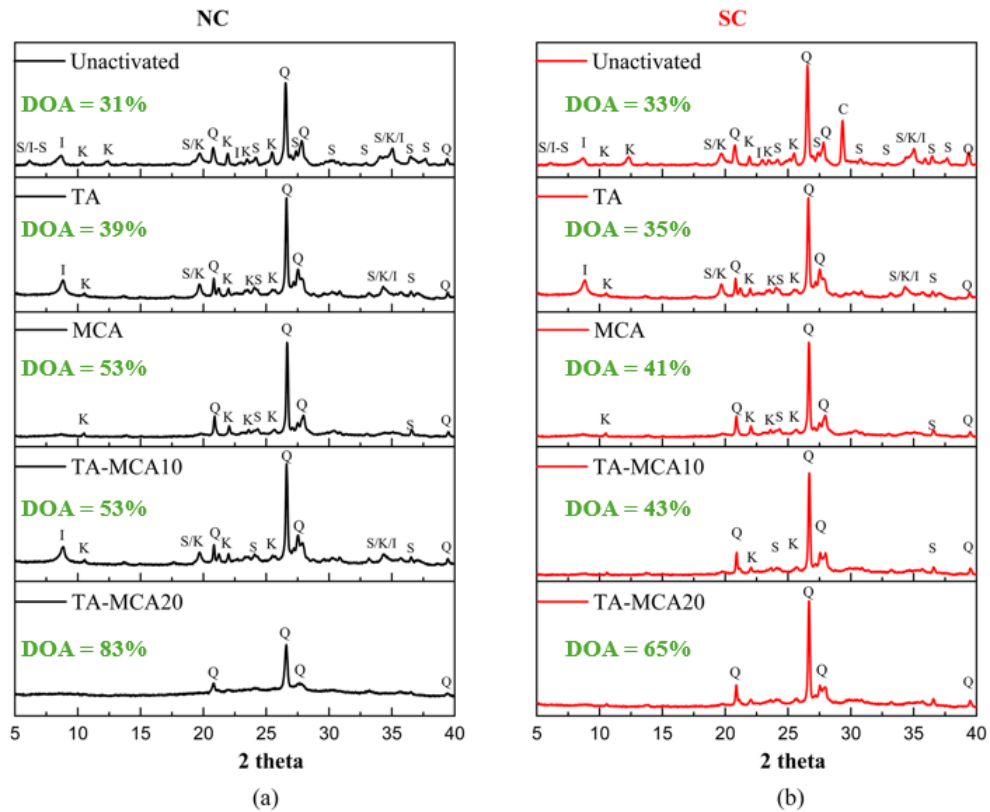 NC
Unactivated
DOA = 31%
S/I-S I K K S/K Q K I K S K Q S Q S S S/K/I S S Q
TA
DOA = 39%
I K S/K Q K K S K Q Q S/K/I S Q
MCA
DOA = 53%
K Q K K S K Q Q S Q
TA-MCA10
DOA = 53%
I K S/K Q K S K Q Q S/K/I S Q
TA-MCA20
DOA = 83%
Q Q Q Q
5 10 15 20 25 30 35 40
2 theta
(a)
SC
Unactivated
DOA = 33%
S/I-S I K K S/K Q K I K S K Q S Q C S S S/K/I S S Q
TA
DOA = 35%
I K S/K Q K K S K Q Q S/K/I S Q
MCA
DOA = 41%
K Q K K S K Q Q S Q
TA-MCA10
DOA = 43%
Q K S K Q Q S Q
TA-MCA20
DOA = 65%
Q Q Q Q
5 10 15 20 25 30 35 40
2 theta
(b)